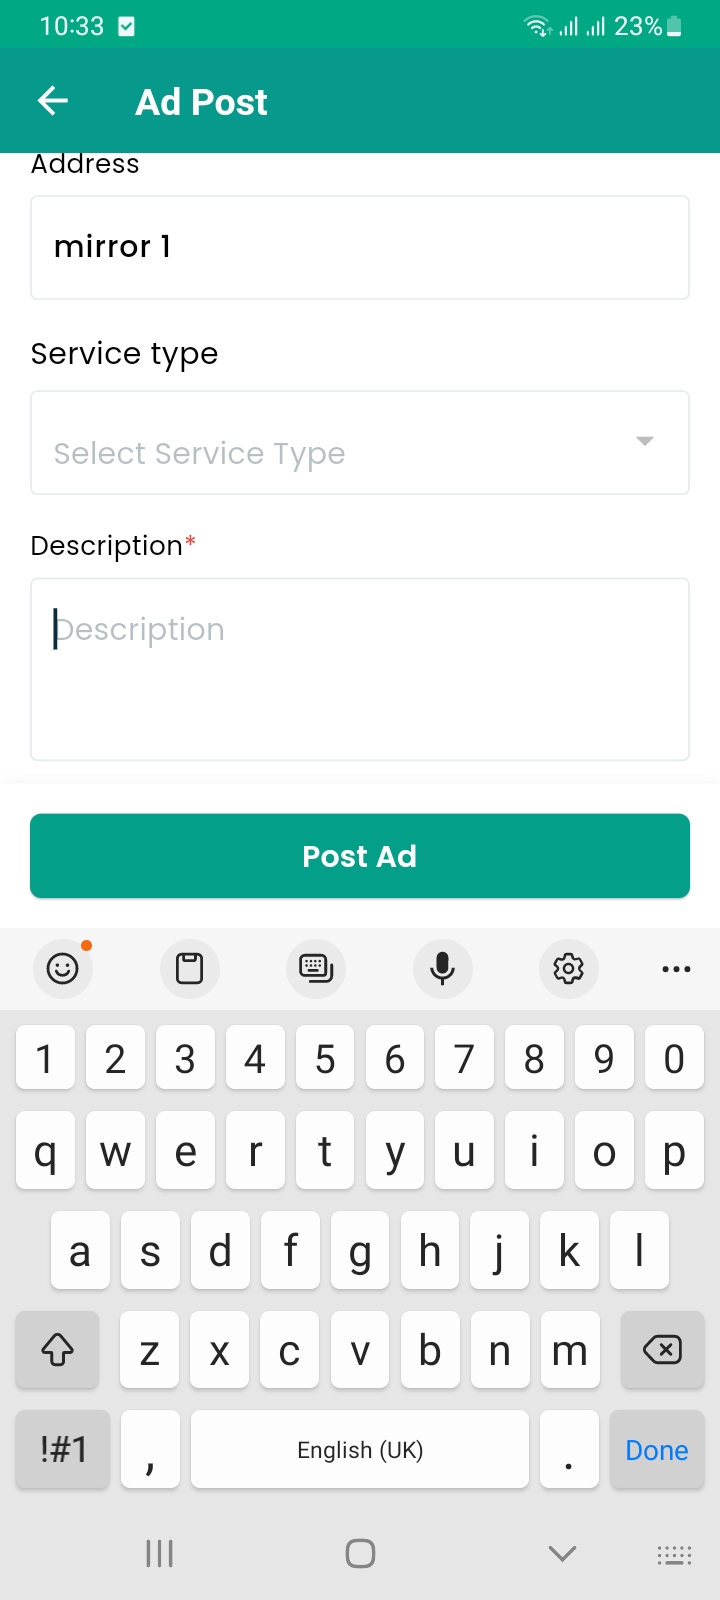 10:33 23%
Ad Post
Address
mirror 1
Service type
Select Service Type
Description*
Description
Post Ad
1 2 3 4 5 6 7 8 9 0
q w e r t y u i o p
a s d f g h j k l
z x c v b n m
!#1 , English (UK) . Done